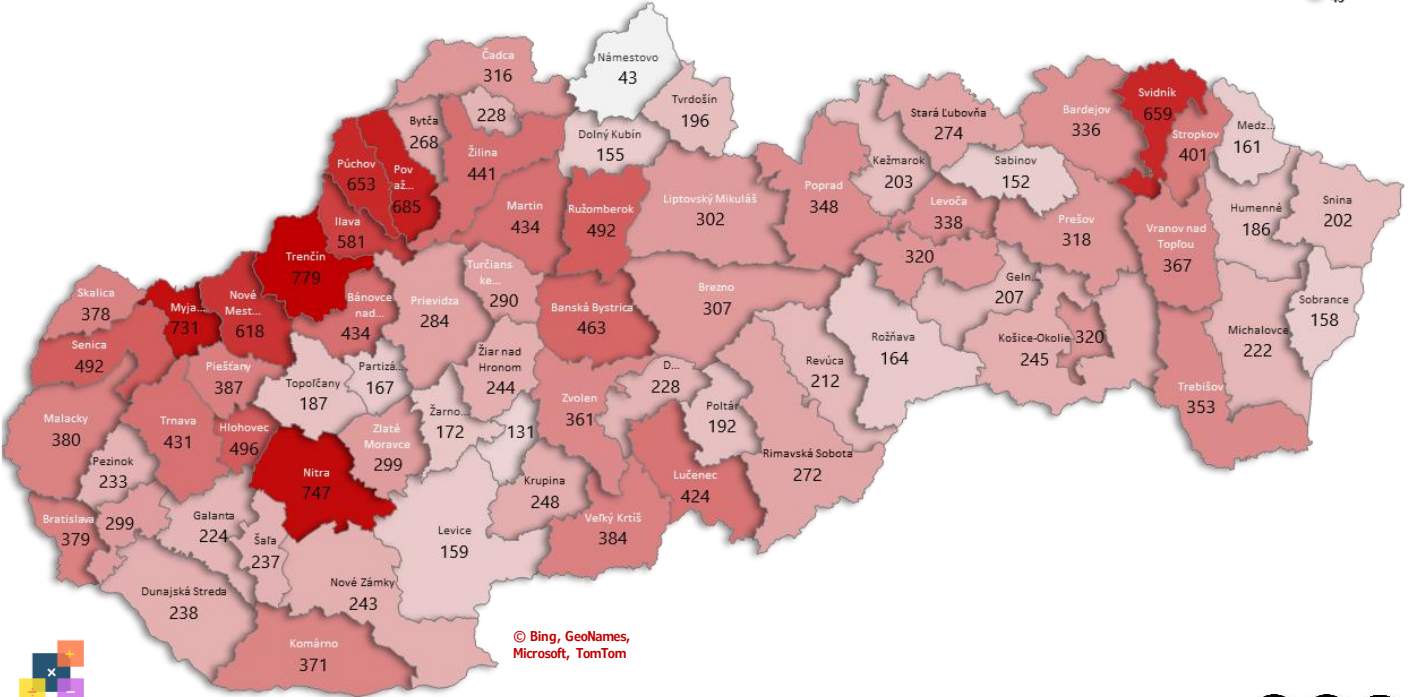 Námestovo
43
Čadca
316
Tvrdošín
196
228
Bytča
268
Dolný Kubín
155
Žilina
441
Púchov
653
Pov
až...
685
Svidník
659
Bardejov
336
Stropkov
401
Medz...
161
Stará Ľubovňa
274
Kežmarok
203
Sabinov
152
Ilava
581
Martin
434
Ružomberok
492
Liptovský Mikuláš
302
Poprad
348
Levoča
338
Prešov
318
Vranov nad
Topľou
367
Humenné
186
Snina
202
Trenčín
779
320
Geln...
207
Skalica
378
Myja...
731
Nové
Mest...
618
Bánovce
nad...
434
Prievidza
284
Turčians
ke...
290
Banská Bystrica
463
Brezno
307
Sobrance
158
Senica
492
Piešťany
387
Topoľčany
187
Partizá...
167
Žiar nad
Hronom
244
Revúca
212
Rožňava
164
Košice-Okolie
245
320
Michalovce
222
D...
228
Trebišov
353
Malacky
380
Trnava
431
Hlohovec
496
Zlaté
Moravce
299
Žarno...
172
131
Zvolen
361
Poltár
192
Pezinok
233
Nitra
747
Krupina
248
Lučenec
424
Rimavská Sobota
272
Bratislava
379
299
Galanta
224
Šaľa
237
Levice
159
Veľký Krtíš
384
Dunajská Streda
238
Nové Zámky
243
Komárno
371
© Bing, GeoNames,
Microsoft, TomTom